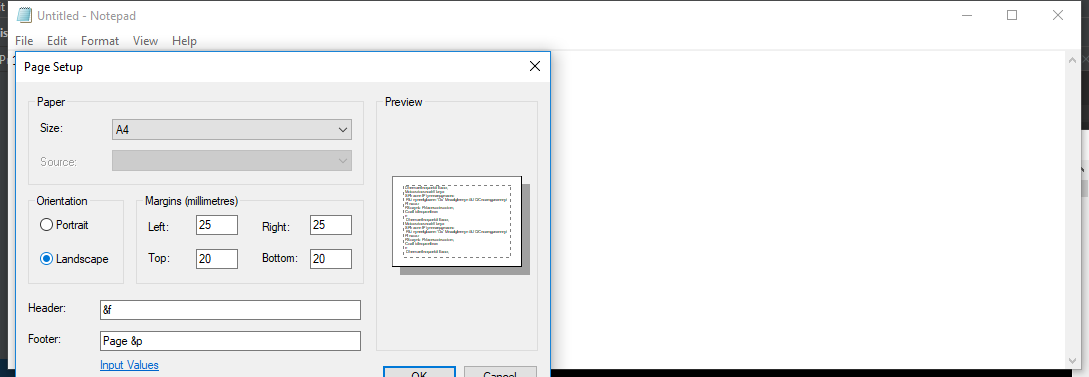 Untitled - Notepad
File Edit Format View Help
Page Setup
Paper
Size: A4
Source:
Orientation
Portrait
Landscape
Margins (millimetres)
Left: 25 Right: 25
Top: 20 Bottom: 20
Header: &f
Footer: Page &p
Input Values
Preview
OK Cancel